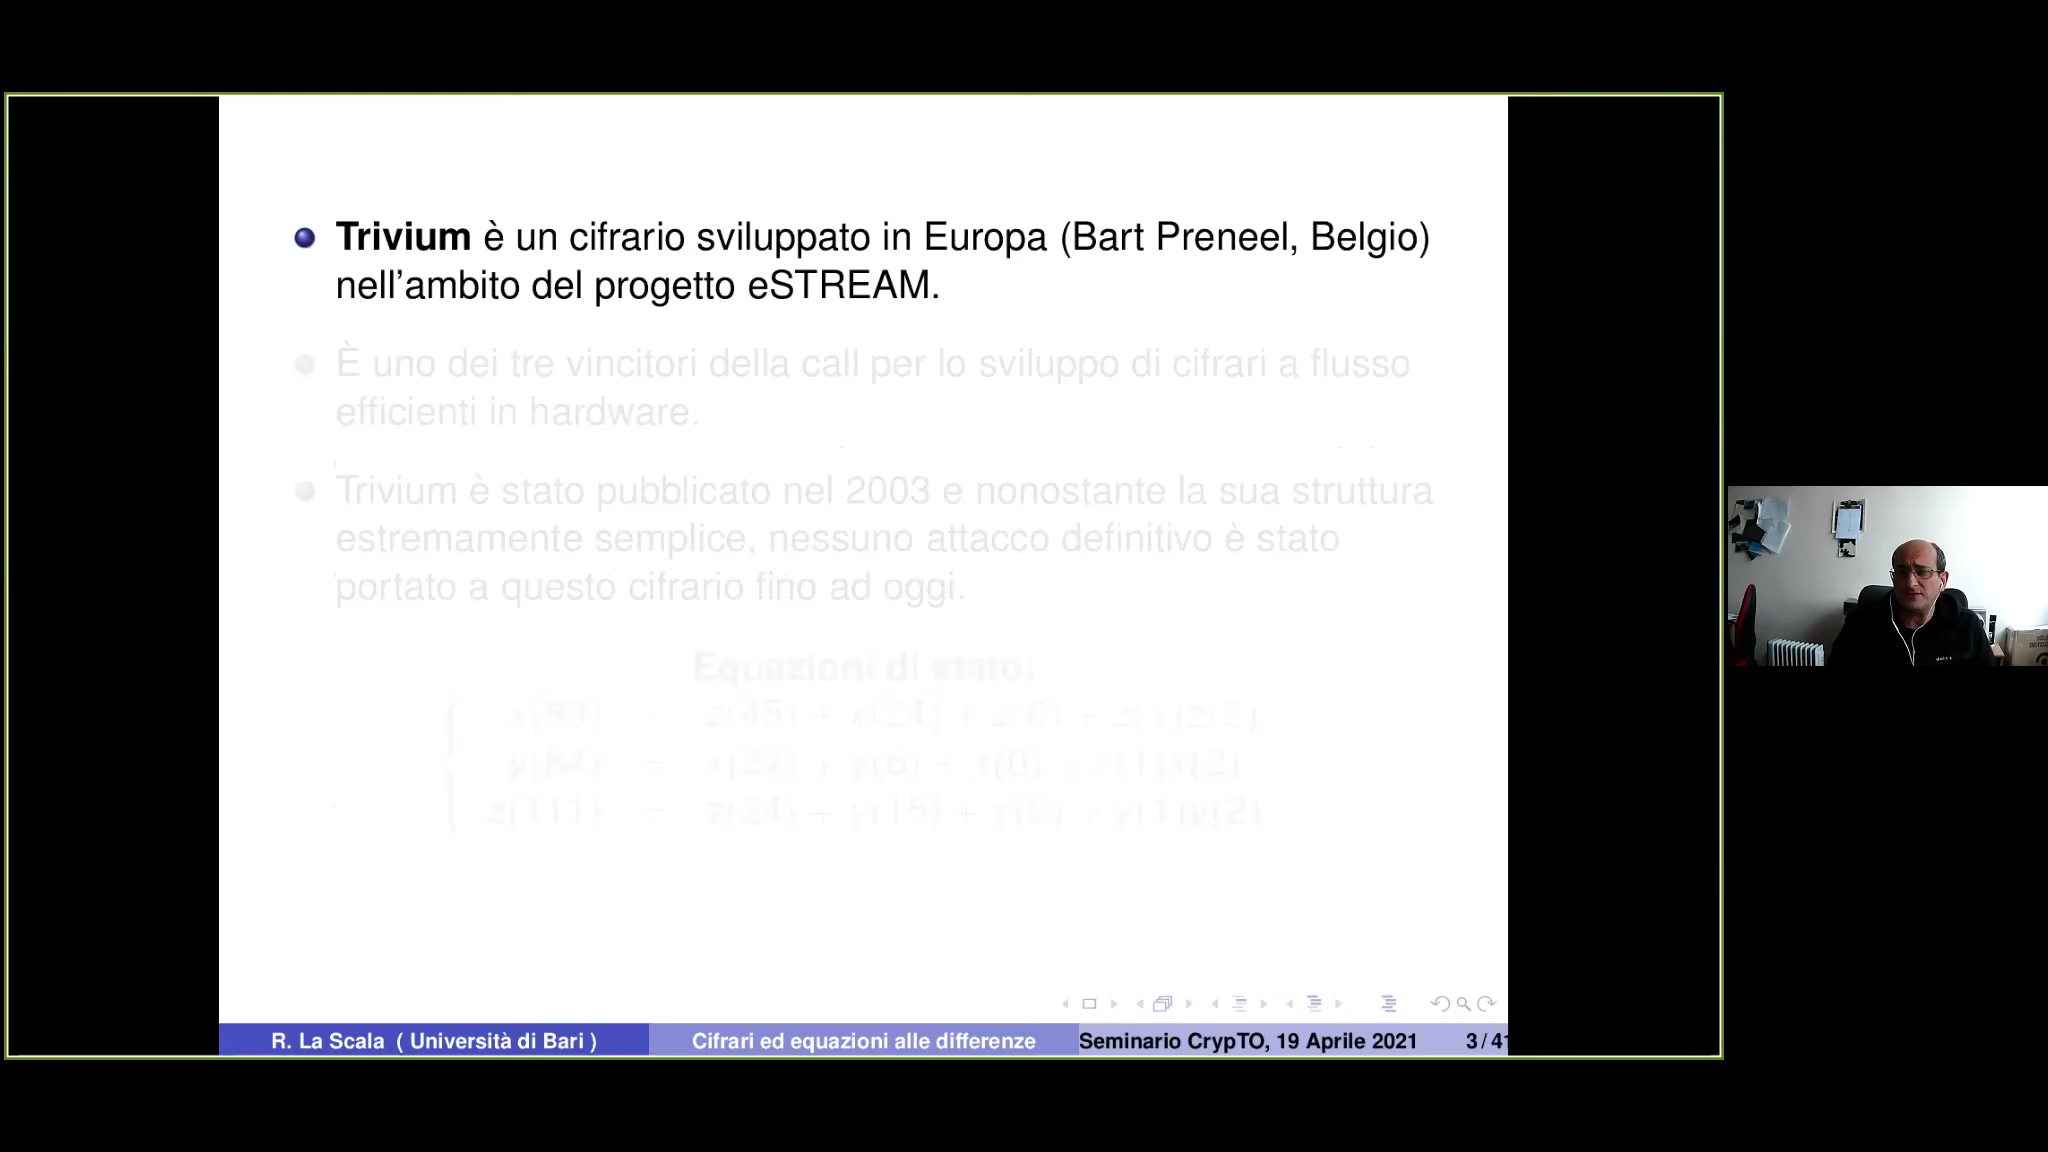 Trivium è un cifrario sviluppato in Europa (Bart Preneel, Belgio)
nell'ambito del progetto eSTREAM.
È uno dei tre vincitori della call per lo sviluppo di cifrari a flusso
efficienti in hardware.
Trivium è stato pubblicato nel 2003 e nonostante la sua struttura
estremamente semplice, nessuno attacco definitivo è stato
portato a questo cifrario fino ad oggi.
Equazioni di stato:
R. La Scala ( Università di Bari )
Cifrari ed equazioni alle differenze
Seminario CrypTO, 19 Aprile 2021
3 / 41